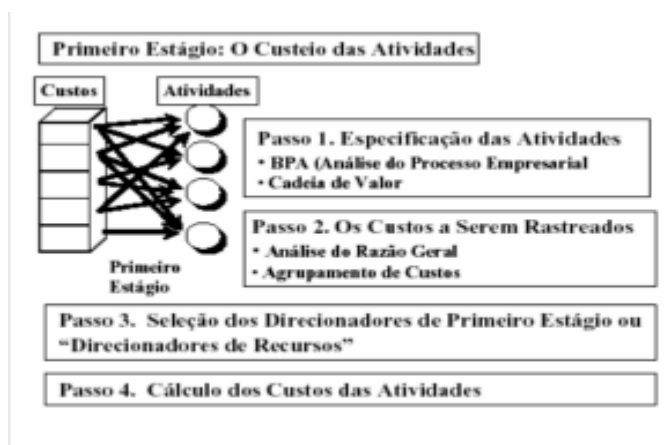 Primeiro Estágio: O Custeio das Atividades
Custos
Atividades
Passo 1. Especificação das Atividades
• BPA (Análise do Processo Empresarial
• Cadeia de Valor
Passo 2. Os Custos a Serem Rastreados
• Análise do Razão Geral
• Agrupamento de Custos
Primeiro
Estágio
Passo 3. Seleção dos Direcionadores de Primeiro Estágio ou
“Direcionadores de Recursos”
Passo 4. Cálculo dos Custos das Atividades